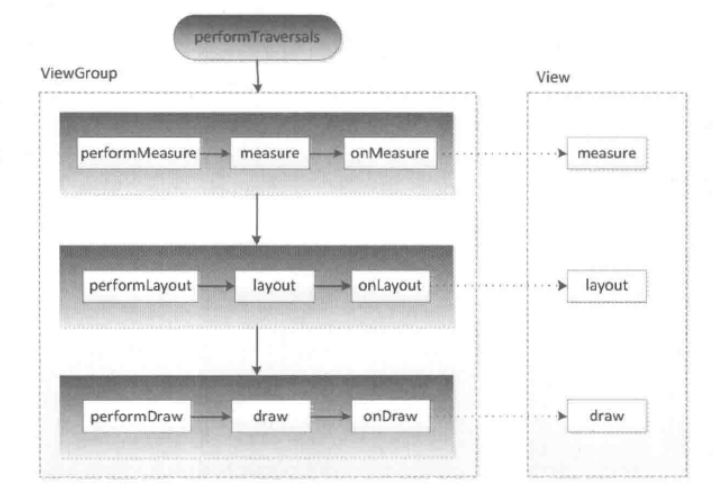 performTraversals
ViewGroup
View
performMeasure
measure
onMeasure
measure
performLayout
layout
onLayout
layout
performDraw
draw
onDraw
draw